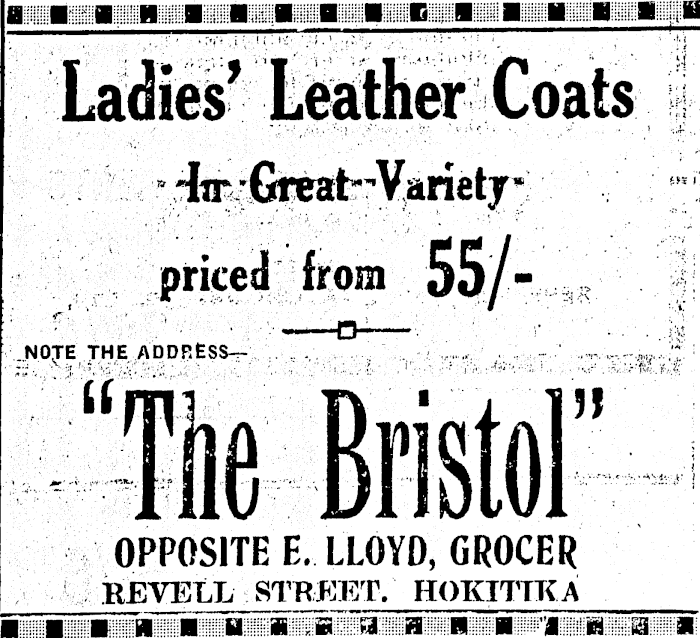 Ladies' Leather Coats
In Great Variety
priced from 55/-
NOTE THE ADDRESS—
"The Bristol"
OPPOSITE E. LLOYD, GROCER
REVELL STREET. HOKITIKA